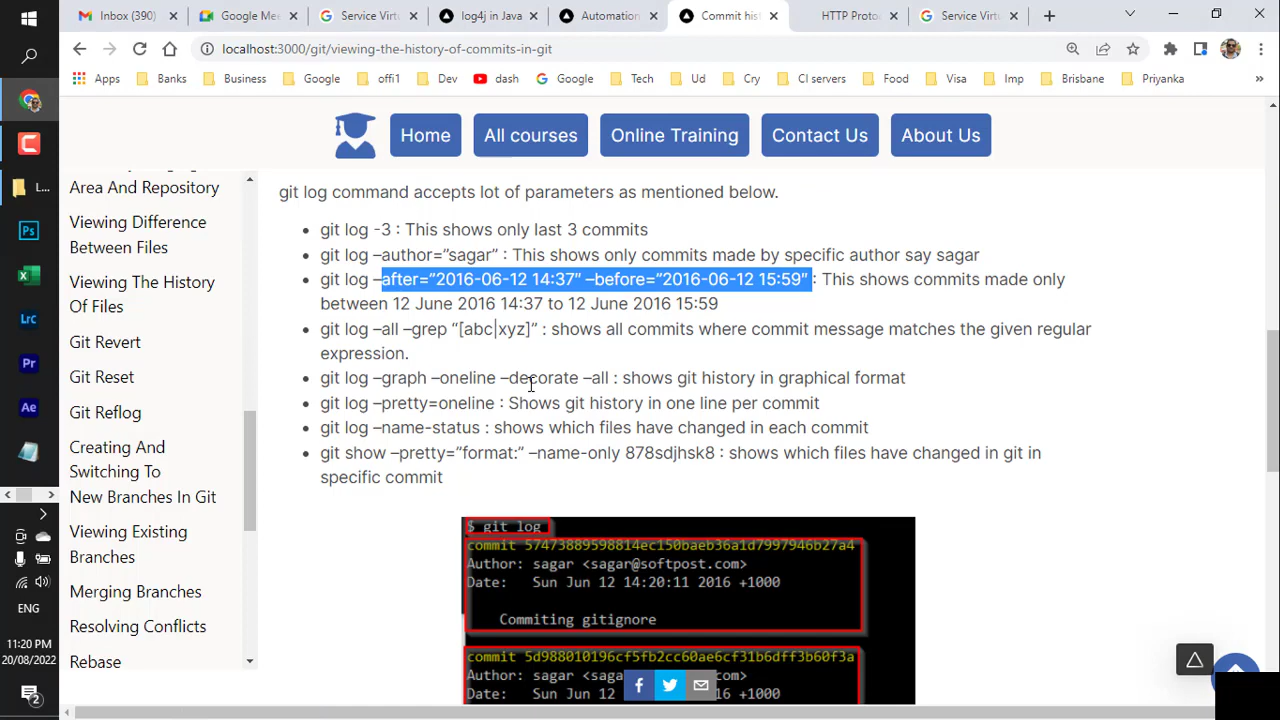 Inbox (390)
Google Mee
Service Virtu
log4j in Java
Automation
Commit hist
HTTP Proto
Service Virtu
localhost:3000/git/viewing-the-history-of-commits-in-git
Apps Banks Business Google offi1 Dev dash Google Tech Ud Cry CI servers Food Visa Imp Brisbane Priyanka »
Home All courses Online Training Contact Us About Us
Area And Repository
Viewing Difference
Between Files
Viewing The History
Of Files
Git Revert
Git Reset
Git Reflog
Creating And
Switching To
New Branches In Git
Viewing Existing
Branches
Merging Branches
Resolving Conflicts
Rebase
git log command accepts lot of parameters as mentioned below.
• git log -3 : This shows only last 3 commits
• git log –author=”sagar” : This shows only commits made by specific author say sagar
• git log –after=”2016-06-12 14:37″ –before=”2016-06-12 15:59″ : This shows commits made only
between 12 June 2016 14:37 to 12 June 2016 15:59
• git log –all –grep “[abc|xyz]” : shows all commits where commit message matches the given regular
expression.
• git log –graph –oneline –decorate –all : shows git history in graphical format
• git log –pretty=oneline : Shows git history in one line per commit
• git log –name-status : shows which files have changed in each commit
• git show –pretty=”format:” –name-only 878sdjhsk8 : shows which files have changed in git in
specific commit
$ git log
commit 57473889598814ec150baeb36a1d7997946b27a4
Author: sagar <sagar@softpost.com>
Date: Sun Jun 12 14:20:11 2016 +1000
Commiting gitignore
commit 5d988010196cf5fb2cc60ae6cf31b6dff3b60f3a
Author: sagar <saga com>
Date: Sun Jun 16 +1000
L...
Ps
Pr
Ae
ENG
11:20 PM
20/08/2022
2